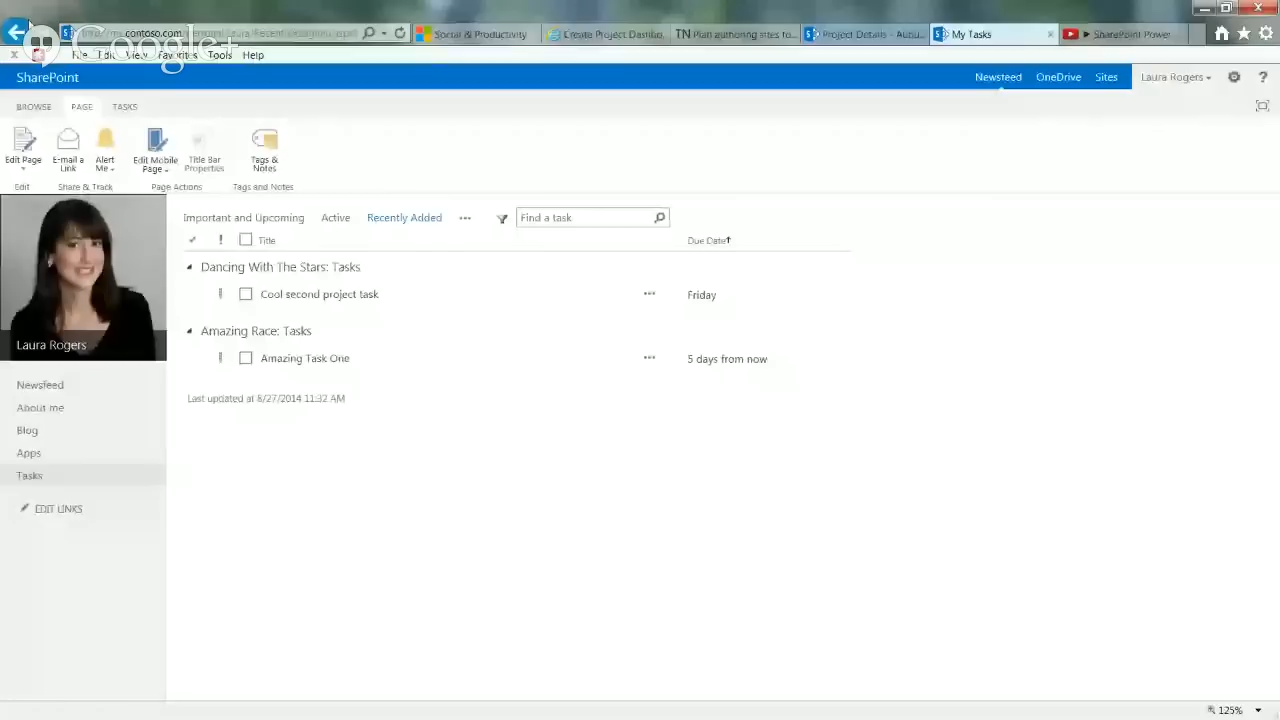 Google+
contoso.com
Social & Productivity
Create Project Dashbo...
TN Plan authoring sites fo...
Project Details - Autau...
My Tasks
SharePoint Power
File Edit View Favorites Tools Help
SharePoint
Newsfeed OneDrive Sites
Laura Rogers
?
BROWSE PAGE TASKS
Edit Page
E-mail a Link
Alert Me
Edit Mobile Page
Title Bar Properties
Tags & Notes
Edit
Share & Track
Page Actions
Tags and Notes
Important and Upcoming Active Recently Added ...
Find a task
Title
Due Date
Dancing With The Stars: Tasks
Cool second project task ... Friday
Amazing Race: Tasks
Amazing Task One ... 5 days from now
Last updated at 8/27/2014 11:32 AM
Laura Rogers
Newsfeed
About me
Blog
Apps
Tasks
EDIT LINKS
125%